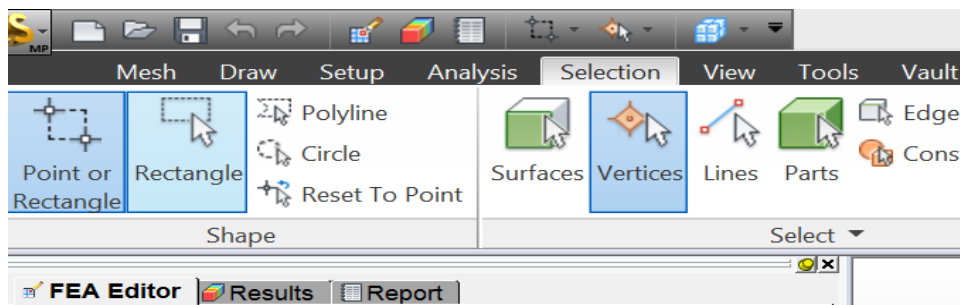 MP
Mesh Draw Setup Analysis Selection View Tools Vault
Polyline
Circle
Reset To Point
Point or
Rectangle
Rectangle
Shape
Surfaces Vertices Lines Parts
Edge
Cons
Select
FEA Editor Results Report